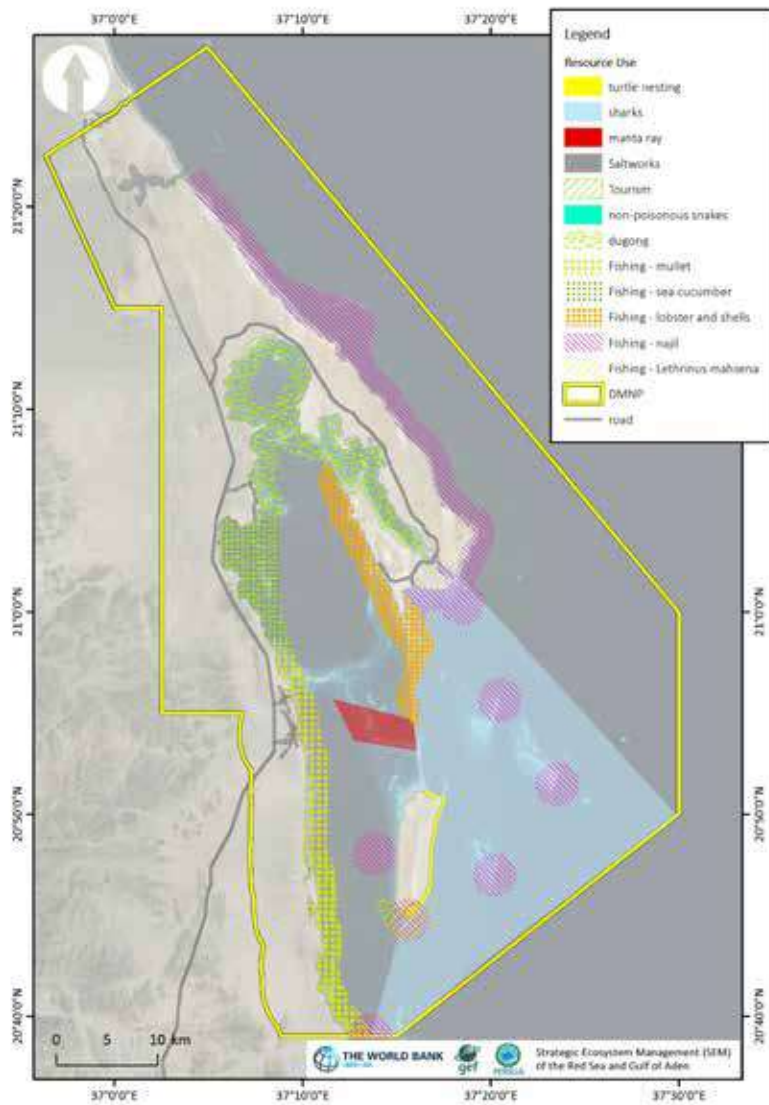 37°0'0"E 37°10'0"E 37°20'0"E
Legend
Resource Use
turtle nesting
sharks
manta ray
Saltworks
Tourism
non-poisonous snakes
dugong
Fishing - mullet
Fishing - sea cucumber
Fishing - lobster and shells
Fishing - najil
Fishing - Lethrinus mahsena
DMNP
road
21°20'0"N
21°20'0"N
21°10'0"N
21°10'0"N
21°0'0"N
21°0'0"N
20°50'0"N
20°50'0"N
20°40'0"N
20°40'0"N
0 5 10 km
THE WORLD BANK
gef
PERSGA
Strategic Ecosystem Management (SEM)
of the Red Sea and Gulf of Aden
37°0'0"E 37°10'0"E 37°20'0"E 37°30'0"E